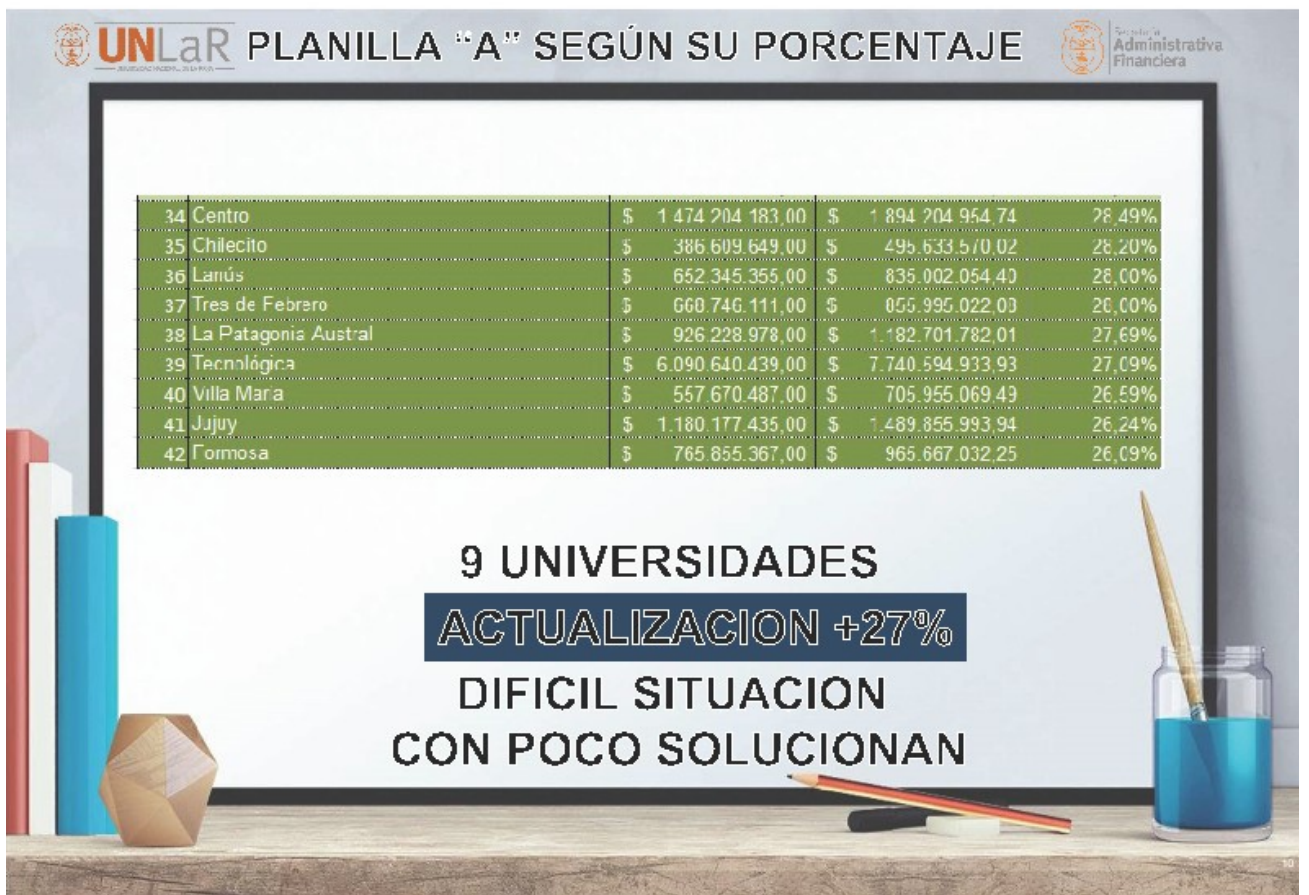 UNLaR PLANILLA “A” SEGÚN SU PORCENTAJE
UNIVERSIDAD NACIONAL DE LA RIOJA
Secretaría
Administrativa
Financiera
34 Centro $ 1.474.204.183,00 $ 1.894.204.954,74 28,49%
35 Chilecito $ 386.609.649,00 $ 495.633.570,02 28,20%
36 Lanús $ 652.345.355,00 $ 835.002.054,40 28,00%
37 Tres de Febrero $ 668.746.111,00 $ 855.995.022,08 28,00%
38 La Patagonia Austral $ 926.228.978,00 $ 1.182.701.782,01 27,69%
39 Tecnológica $ 6.090.640.439,00 $ 7.740.594.933,93 27,09%
40 Villa María $ 557.670.487,00 $ 705.955.069,49 26,59%
41 Jujuy $ 1.180.177.435,00 $ 1.489.855.993,94 26,24%
42 Formosa $ 765.855.367,00 $ 965.667.032,25 26,09%
9 UNIVERSIDADES
ACTUALIZACION +27%
DIFICIL SITUACION
CON POCO SOLUCIONAN
10